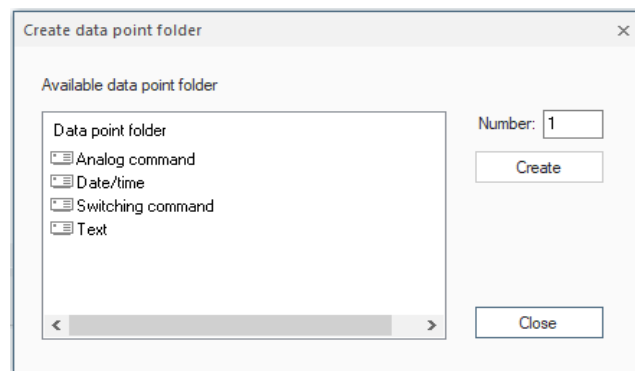 Create data point folder
Available data point folder
Data point folder
Analog command
Date/time
Switching command
Text
Number: 1
Create
Close